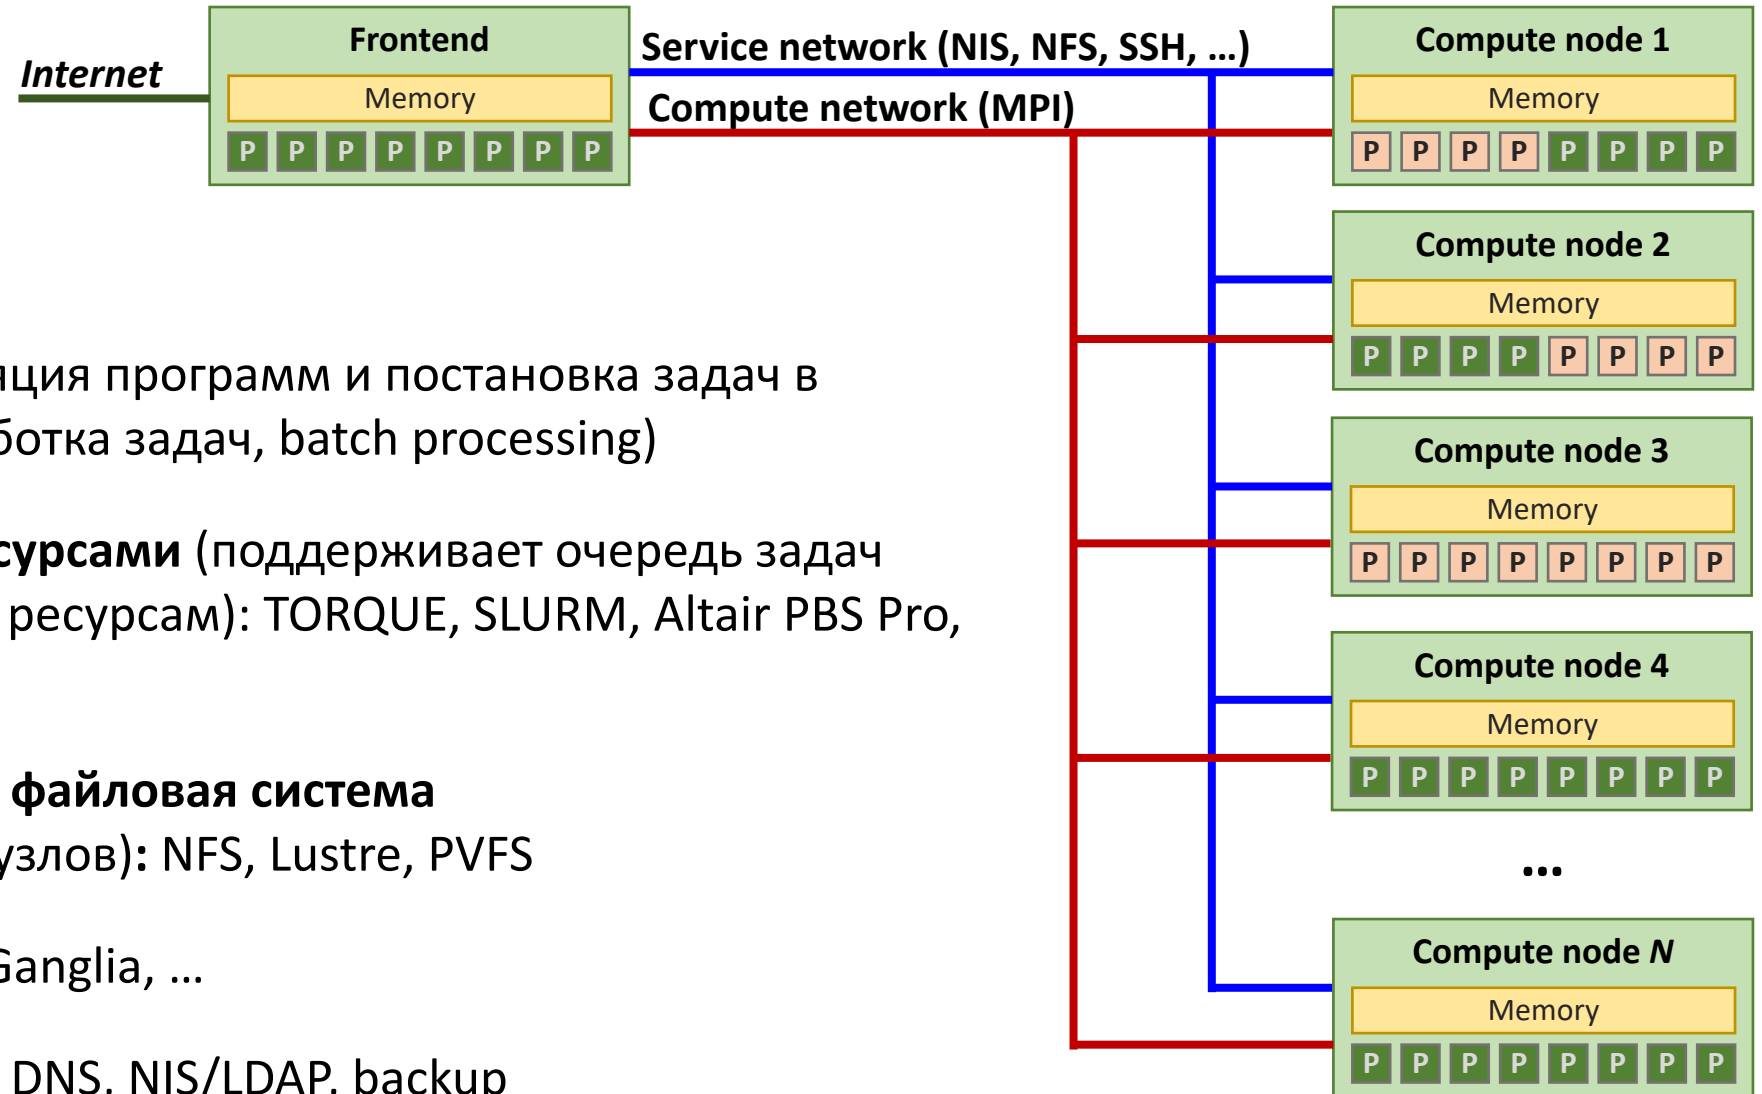 Internet
Frontend
Memory
P P P P P P P P
Service network (NIS, NFS, SSH, ...)
Compute network (MPI)
Compute node 1
Memory
P P P P P P P P
Compute node 2
Memory
P P P P P P P P
Compute node 3
Memory
P P P P P P P P
Compute node 4
Memory
P P P P P P P P
...
Compute node N
Memory
P P P P P P P P
яция программ и постановка задач в
ботка задач, batch processing)
сурсами (поддерживает очередь задач
ресурсам): TORQUE, SLURM, Altair PBS Pro,
файловая система
узлов): NFS, Lustre, PVFS
Ganglia, ...
DNS, NIS/LDAP, backup